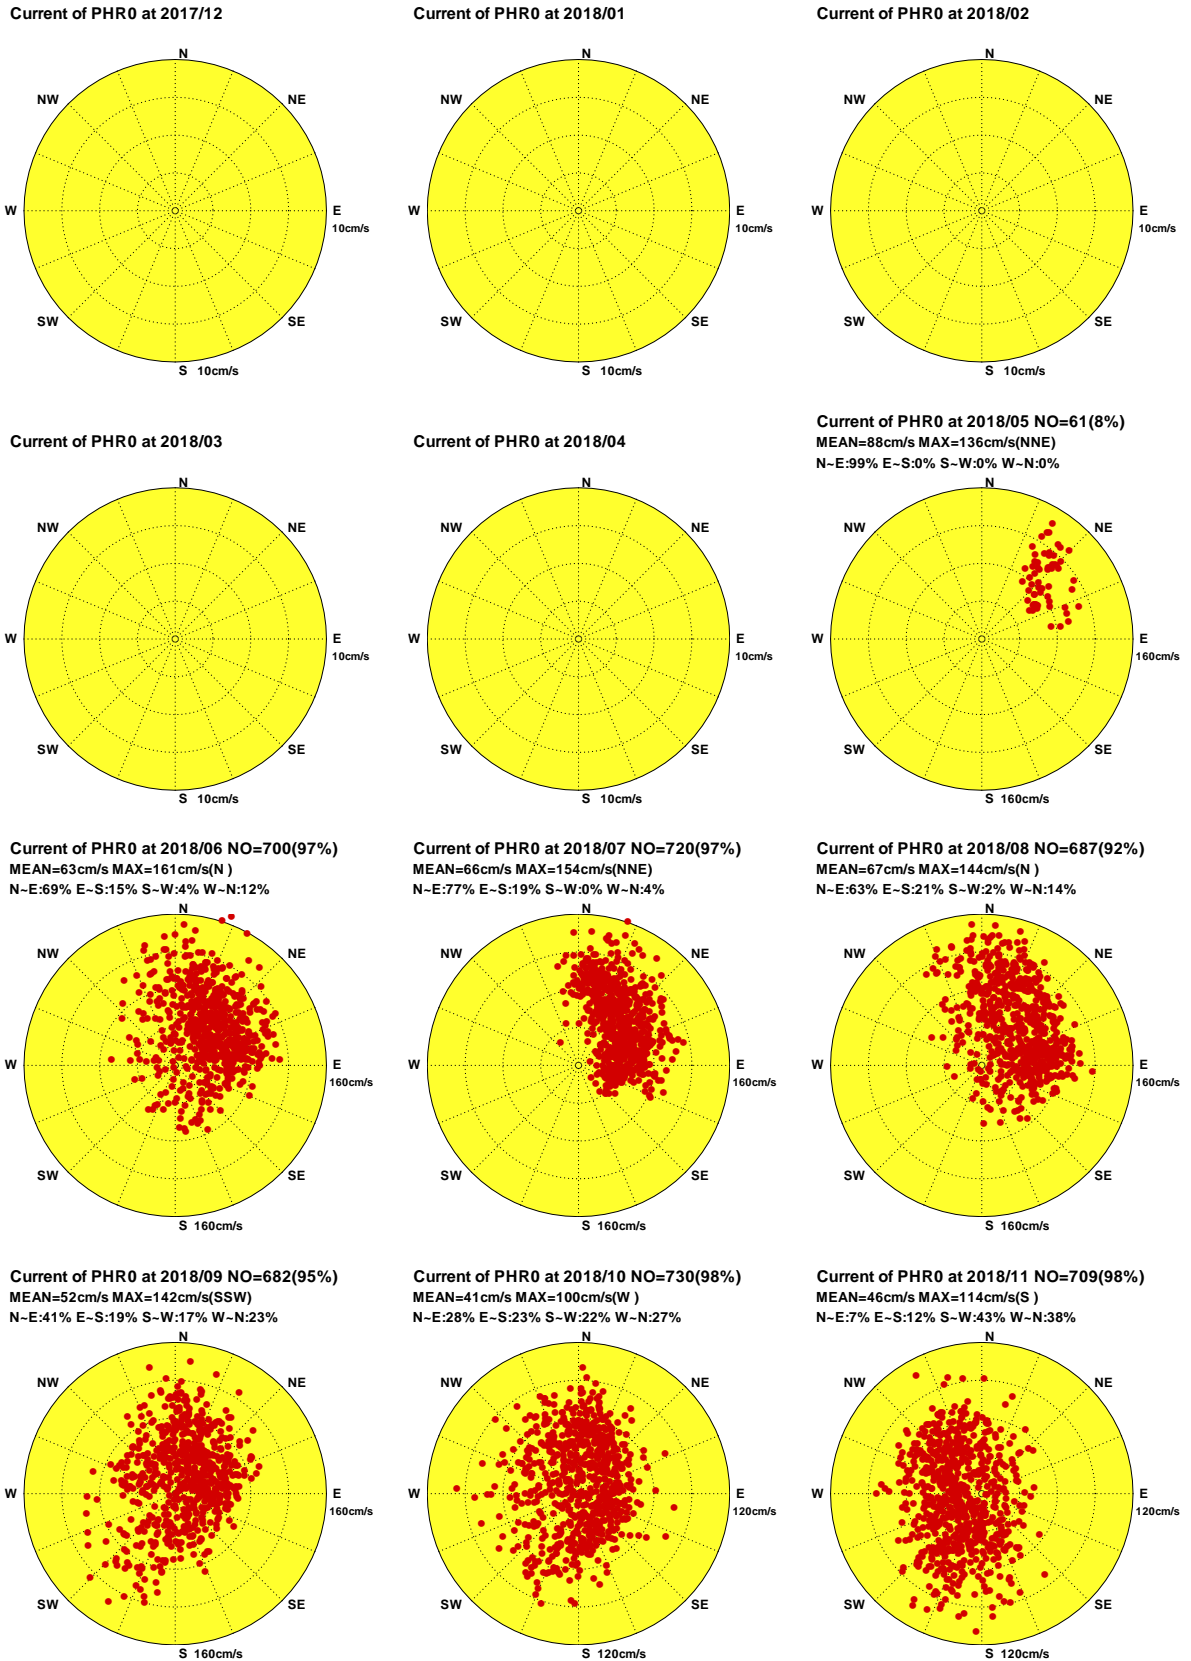 Current of PHR0 at 2017/12
N
NW
NE
W
E
10cm/s
SW
SE
S 10cm/s
Current of PHR0 at 2018/01
N
NW
NE
W
E
10cm/s
SW
SE
S 10cm/s
Current of PHR0 at 2018/02
N
NW
NE
W
E
10cm/s
SW
SE
S 10cm/s
Current of PHR0 at 2018/03
N
NW
NE
W
E
10cm/s
SW
SE
S 10cm/s
Current of PHR0 at 2018/04
N
NW
NE
W
E
10cm/s
SW
SE
S 10cm/s
Current of PHR0 at 2018/05 NO=61(8%)
MEAN=88cm/s MAX=136cm/s(NNE)
N~E:99% E~S:0% S~W:0% W~N:0%
N
NW
NE
W
E
160cm/s
SW
SE
S 160cm/s
Current of PHR0 at 2018/06 NO=700(97%)
MEAN=63cm/s MAX=161cm/s(N )
N~E:69% E~S:15% S~W:4% W~N:12%
N
NW
NE
W
E
160cm/s
SW
SE
S 160cm/s
Current of PHR0 at 2018/07 NO=720(97%)
MEAN=66cm/s MAX=154cm/s(NNE)
N~E:77% E~S:19% S~W:0% W~N:4%
N
NW
NE
W
E
160cm/s
SW
SE
S 160cm/s
Current of PHR0 at 2018/08 NO=687(92%)
MEAN=67cm/s MAX=144cm/s(N )
N~E:63% E~S:21% S~W:2% W~N:14%
N
NW
NE
W
E
160cm/s
SW
SE
S 160cm/s
Current of PHR0 at 2018/09 NO=682(95%)
MEAN=52cm/s MAX=142cm/s(SSW)
N~E:41% E~S:19% S~W:17% W~N:23%
N
NW
NE
W
E
160cm/s
SW
SE
S 160cm/s
Current of PHR0 at 2018/10 NO=730(98%)
MEAN=41cm/s MAX=100cm/s(W )
N~E:28% E~S:23% S~W:22% W~N:27%
N
NW
NE
W
E
120cm/s
SW
SE
S 120cm/s
Current of PHR0 at 2018/11 NO=709(98%)
MEAN=46cm/s MAX=114cm/s(S )
N~E:7% E~S:12% S~W:43% W~N:38%
N
NW
NE
W
E
120cm/s
SW
SE
S 120cm/s